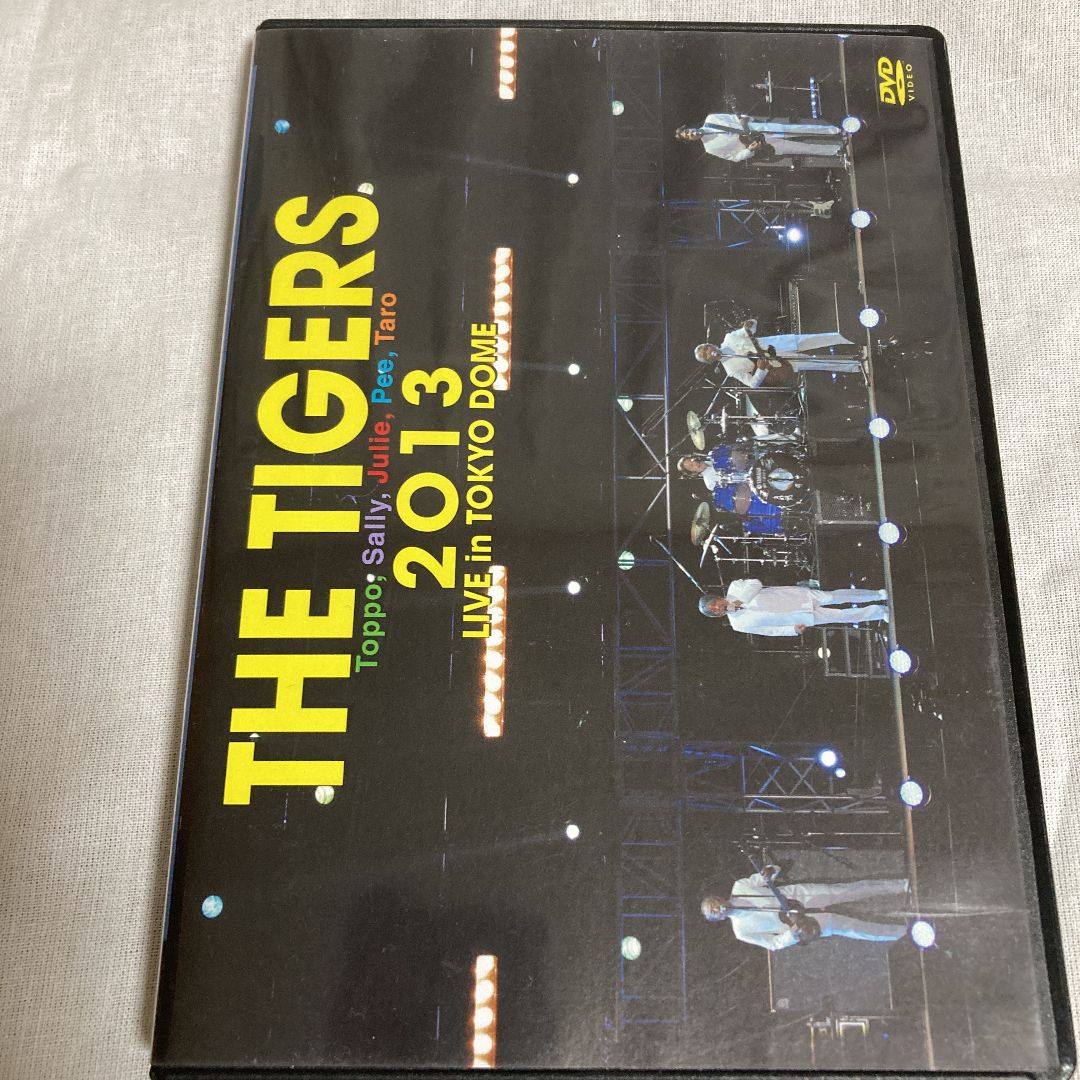 THE TIGERS
Toppo, Sally, Julie, Pee, Taro
2013
LIVE in TOKYO DOME
DVD
VIDEO